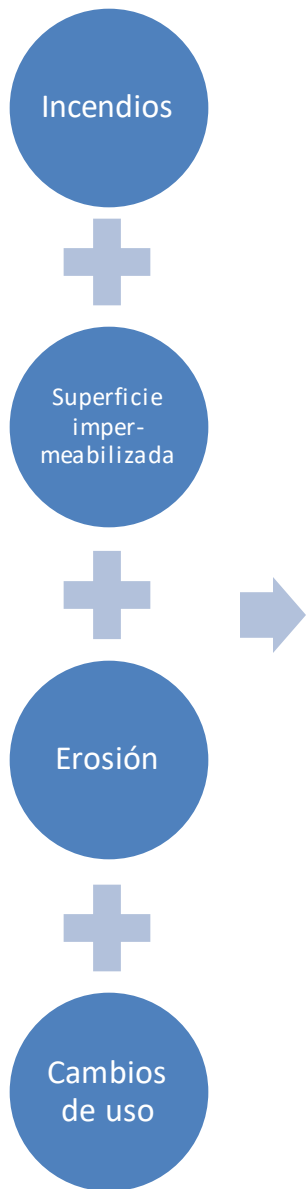 Incendios
Superficie
imper-
meabilizada
Erosión
Cambios
de uso